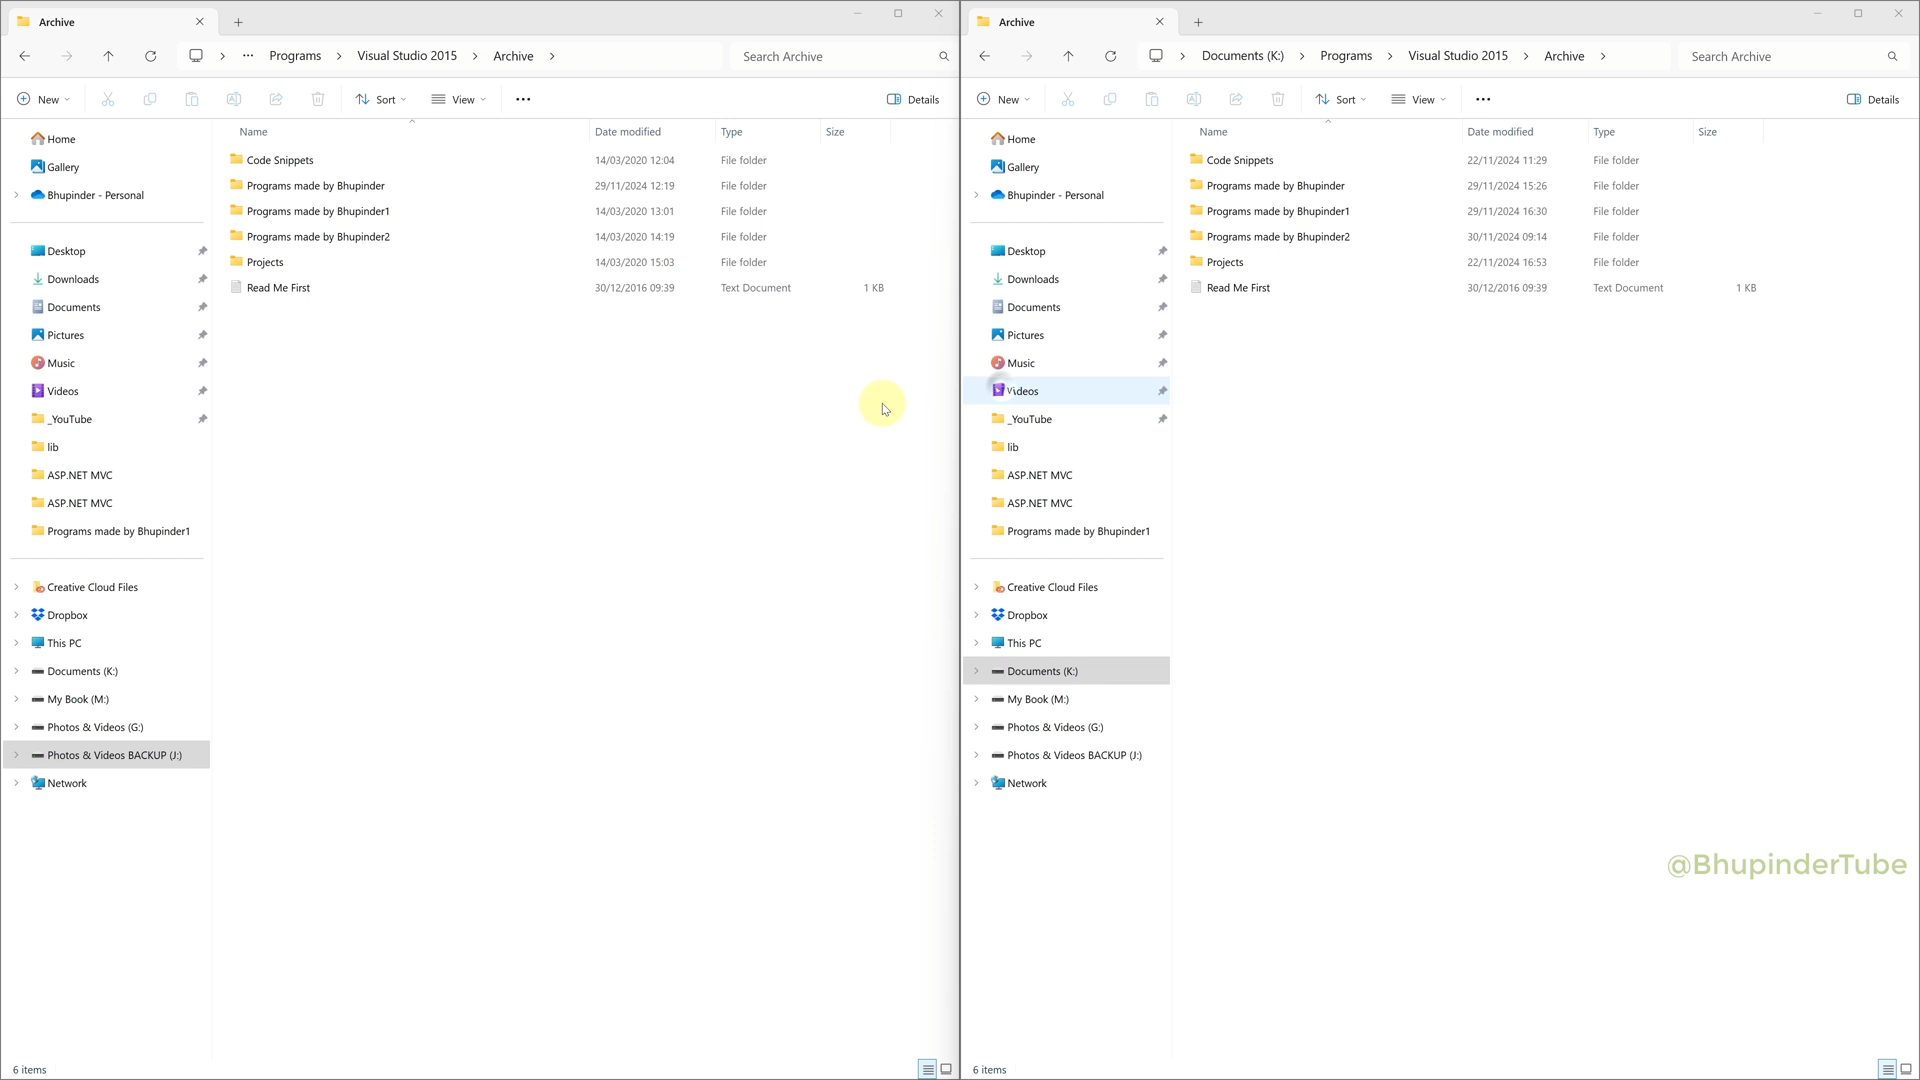 Archive
Programs
Visual Studio 2015
Archive
Search Archive
New
Sort
View
Details
Home
Gallery
Bhupinder - Personal
Desktop
Downloads
Documents
Pictures
Music
Videos
_YouTube
lib
ASP.NET MVC
ASP.NET MVC
Programs made by Bhupinder1
Creative Cloud Files
Dropbox
This PC
Documents (K:)
My Book (M:)
Photos & Videos (G:)
Photos & Videos BACKUP (J:)
Network
Name Date modified Type Size
Code Snippets 14/03/2020 12:04 File folder
Programs made by Bhupinder 29/11/2024 12:19 File folder
Programs made by Bhupinder1 14/03/2020 13:01 File folder
Programs made by Bhupinder2 14/03/2020 14:19 File folder
Projects 14/03/2020 15:03 File folder
Read Me First 30/12/2016 09:39 Text Document 1 KB
6 items
Archive
Documents (K:)
Programs
Visual Studio 2015
Archive
Search Archive
New
Sort
View
Details
Home
Gallery
Bhupinder - Personal
Desktop
Downloads
Documents
Pictures
Music
Videos
_YouTube
lib
ASP.NET MVC
ASP.NET MVC
Programs made by Bhupinder1
Creative Cloud Files
Dropbox
This PC
Documents (K:)
My Book (M:)
Photos & Videos (G:)
Photos & Videos BACKUP (J:)
Network
Name Date modified Type Size
Code Snippets 22/11/2024 11:29 File folder
Programs made by Bhupinder 29/11/2024 15:26 File folder
Programs made by Bhupinder1 29/11/2024 16:30 File folder
Programs made by Bhupinder2 30/11/2024 09:14 File folder
Projects 22/11/2024 16:53 File folder
Read Me First 30/12/2016 09:39 Text Document 1 KB
@BhupinderTube
6 items